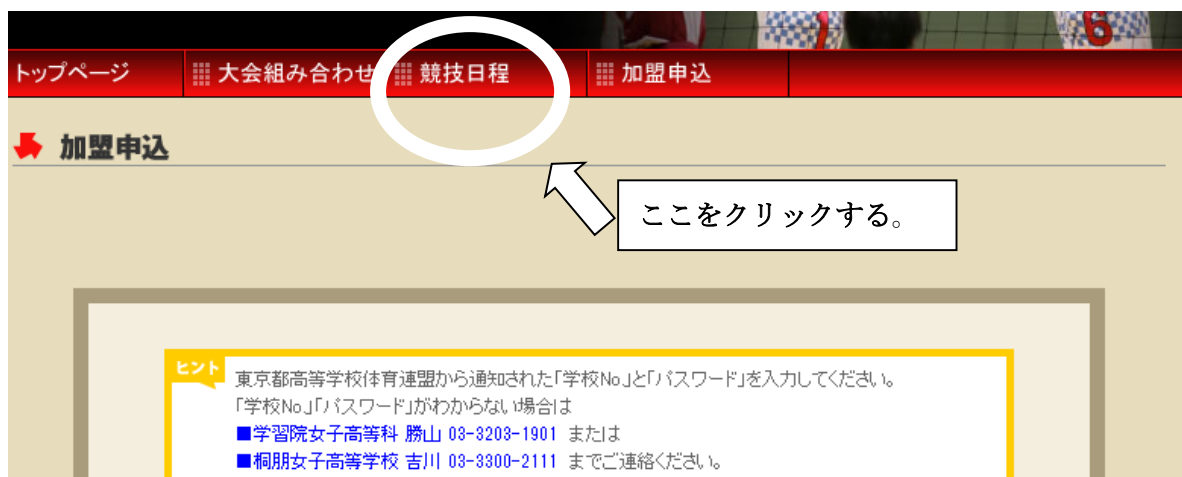 トップページ 大会組み合わせ 競技日程 加盟申込
加盟申込
ここをクリックする。
ヒント
東京都高等学校体育連盟から通知された「学校No.」と「パスワード」を入力してください。
「学校No.」「パスワード」がわからない場合は
■学習院女子高等科 勝山 03-3203-1901 または
■桐朋女子高等学校 吉川 03-3300-2111 までご連絡ください。